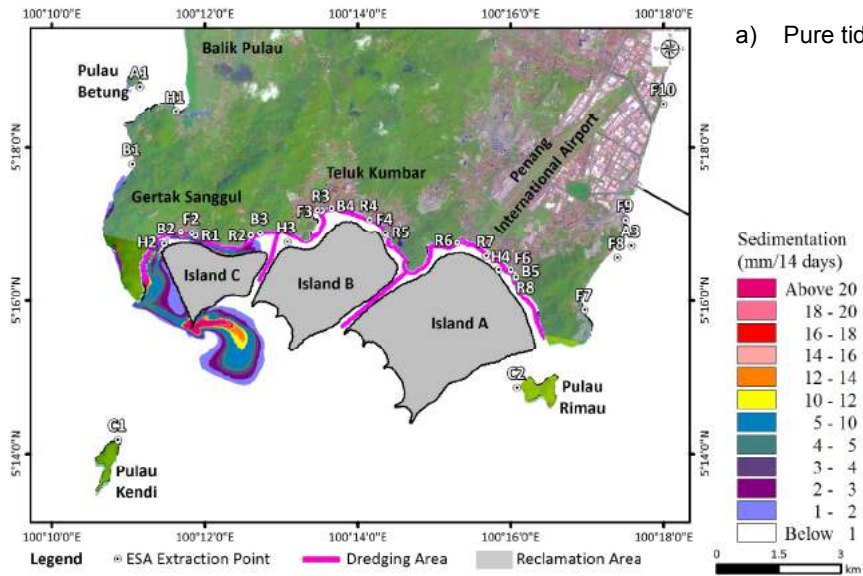 100°10'0"E 100°12'0"E 100°14'0"E 100°16'0"E 100°18'0"E
a) Pure tid
Balik Pulau
Pulau
Betung
A1
H1
B1
F10
5°18'0"N
5°18'0"N
Penang
International Airport
Teluk Kumbar
Gertak Sanggul
F9
A3
F8
F7
H2
B2
F2
R1
R2
B3
H3
F3
R3
B4
R4
F4
R5
R6
R7
H4
F6
B5
R8
Island C
Island B
Island A
5°16'0"N
5°16'0"N
C2
Pulau
Rimau
C1
Pulau
Kendi
5°14'0"N
5°14'0"N
100°10'0"E 100°12'0"E 100°14'0"E 100°16'0"E 100°18'0"E
Legend ESA Extraction Point Dredging Area Reclamation Area
Sedimentation
(mm/14 days)
Above 20
18 - 20
16 - 18
14 - 16
12 - 14
10 - 12
5 - 10
4 - 5
3 - 4
2 - 3
1 - 2
Below 1
0 1.5 3
km